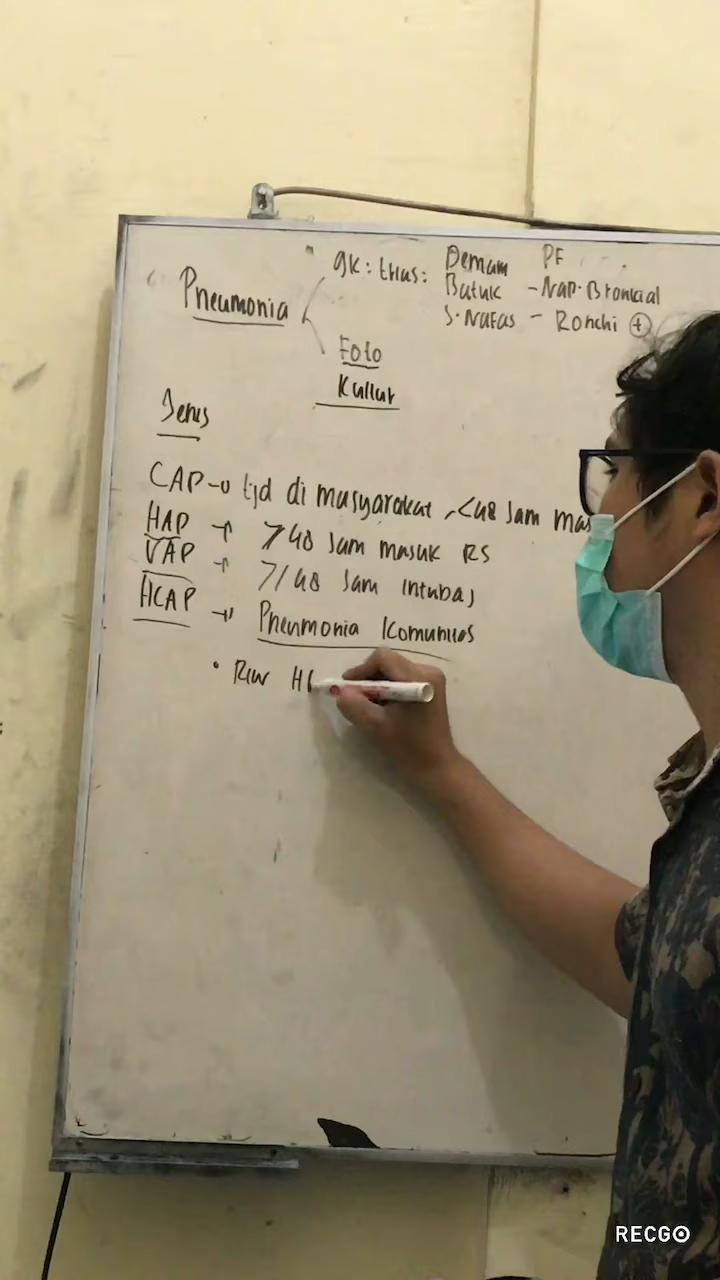 Pneumonia
gk: trias: Demam PF
Batuk - Nap. Bronkial
S. Nafas - Ronchi +
Foto
Kultur
Jenis
CAP → tjd di masyarakat, <48 Jam mas
HAP → >48 Jam masuk RS
VAP → >/48 Jam intubasi
HCAP → Pneumonia Komunitas
• Riw H
RECGO